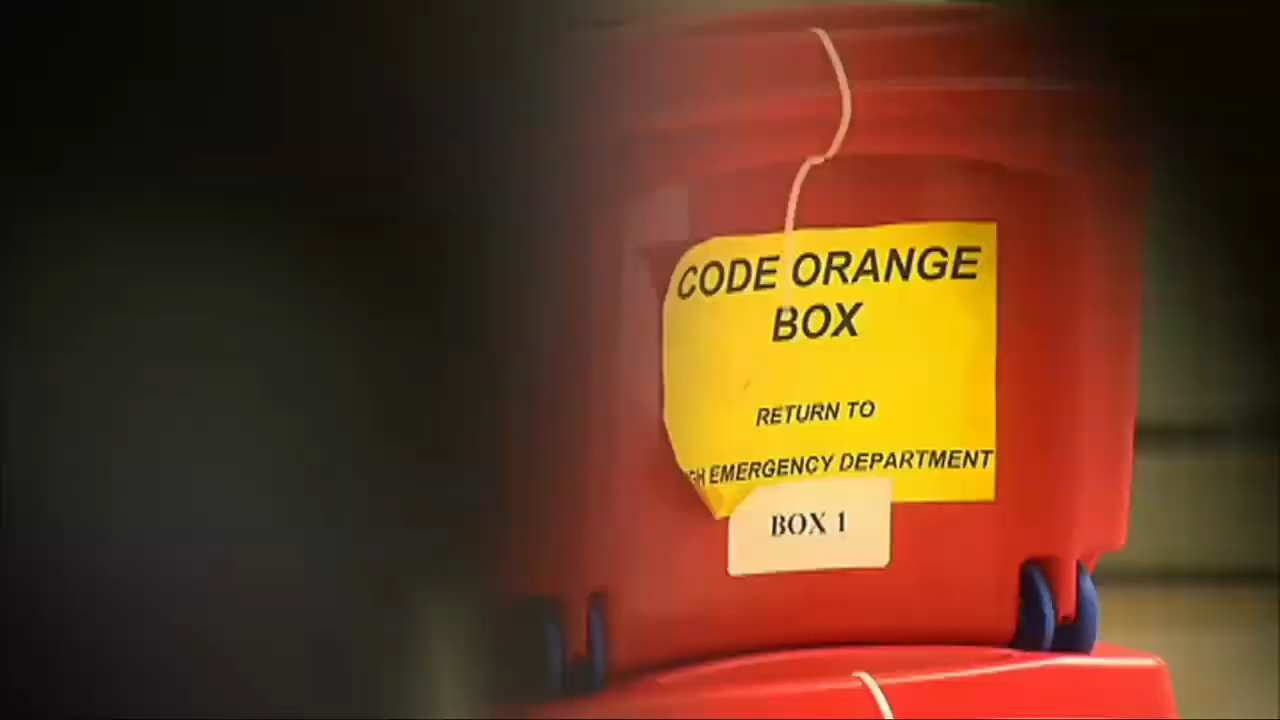 CODE ORANGE
BOX
RETURN TO
EMERGENCY DEPARTMENT
BOX 1